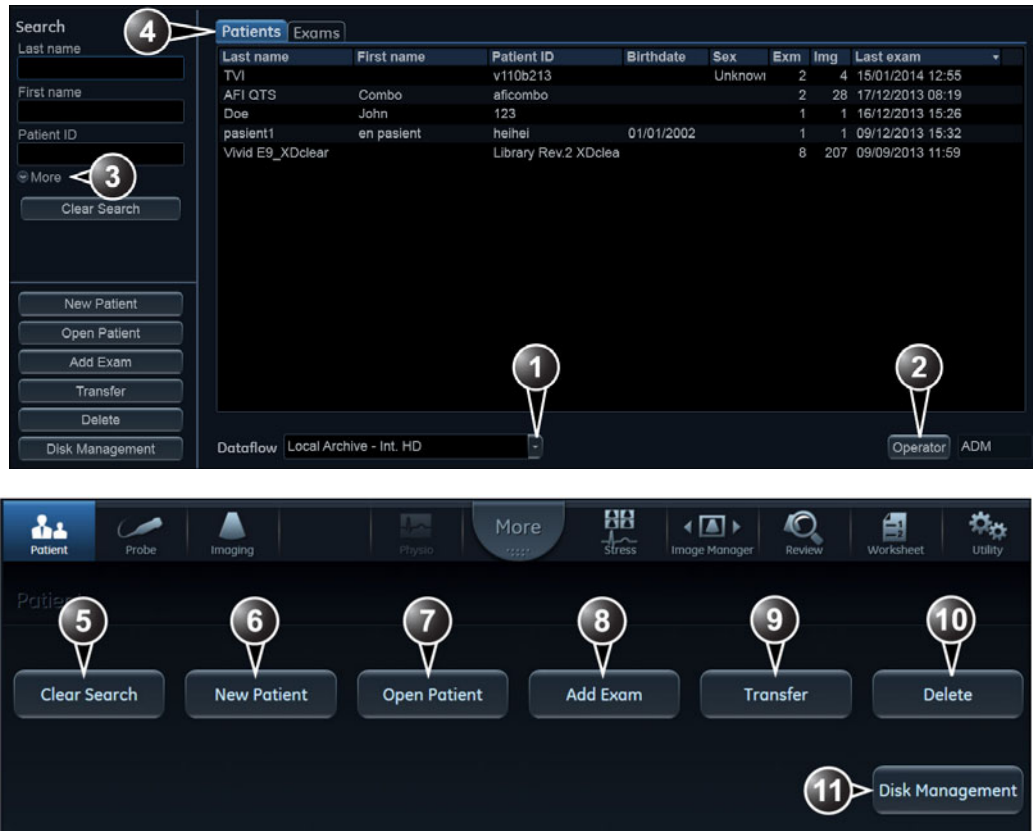 Search
Last name
First name
Patient ID
More
Clear Search
New Patient
Open Patient
Add Exam
Transfer
Delete
Disk Management
4
3
Patients Exams
Last name First name Patient ID Birthdate Sex Exm Img Last exam
TVI v110b213 Unknow 2 4 15/01/2014 12:55
AFI QTS Combo aficombo 2 28 17/12/2013 08:19
Doe John 123 1 1 16/12/2013 15:26
pasient1 en pasient heihei 01/01/2002 1 1 09/12/2013 15:32
Vivid E9_XDclear Library Rev.2 XDclea 8 207 09/09/2013 11:59
1 2
Dataflow Local Archive - Int. HD Operator ADM
Patient Probe Imaging Physio More Stress Image Manager Review Worksheet Utility
Patient
5 6 7 8 9 10
Clear Search New Patient Open Patient Add Exam Transfer Delete
11 Disk Management